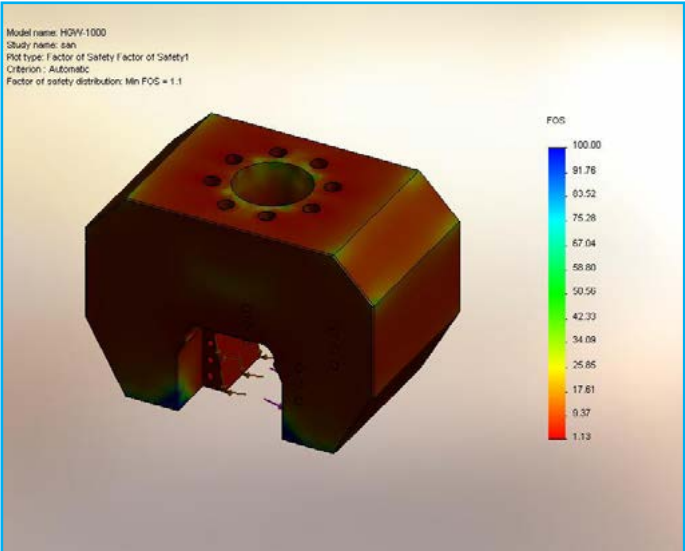 Model name: HGW-1000
Study name: san
Plot type: Factor of Safety Factor of Safety1
Criterion : Automatic
Factor of safety distribution: Min FOS = 1.1
FOS
100.00
91.76
83.52
75.28
67.04
58.80
50.56
42.33
34.09
25.85
17.61
9.37
1.13